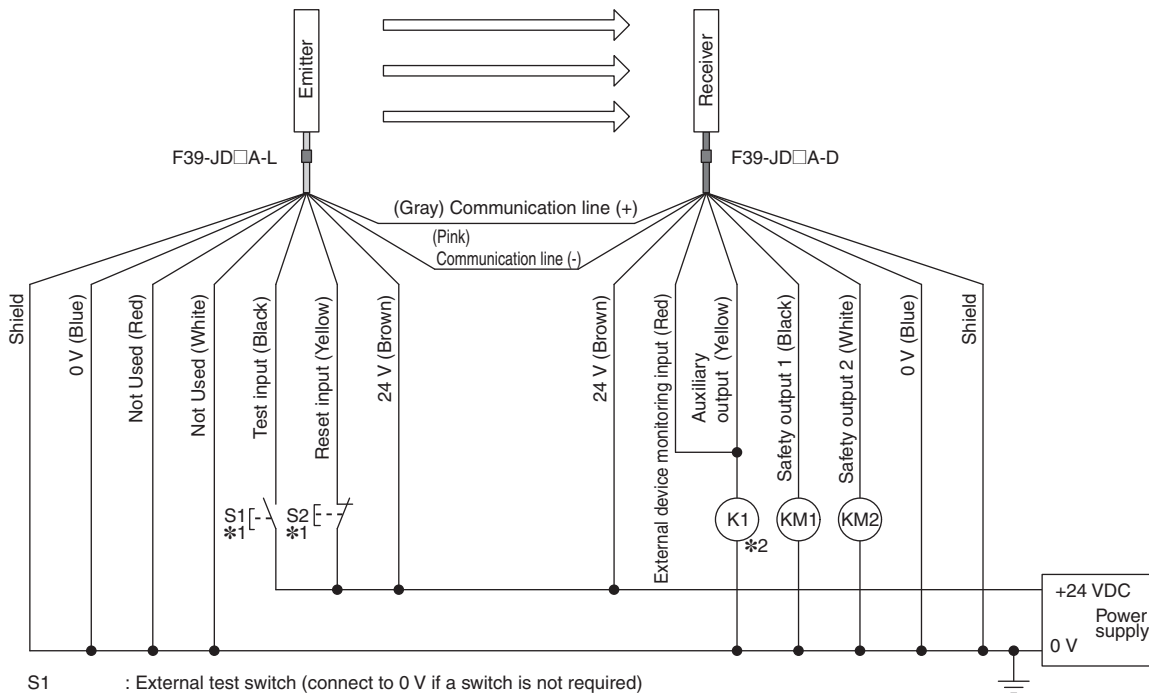 Emitter
Receiver
F39-JD□A-L
F39-JD□A-D
(Gray) Communication line (+)
(Pink)
Communication line (-)
Shield
0 V (Blue)
Not Used (Red)
Not Used (White)
Test input (Black)
Reset input (Yellow)
24 V (Brown)
24 V (Brown)
External device monitoring input (Red)
Auxiliary
output (Yellow)
Safety output 1 (Black)
Safety output 2 (White)
0 V (Blue)
Shield
S1
*1
S2
*1
K1
*2
KM1
KM2
+24 VDC
Power
supply
0 V
S1 : External test switch (connect to 0 V if a switch is not required)